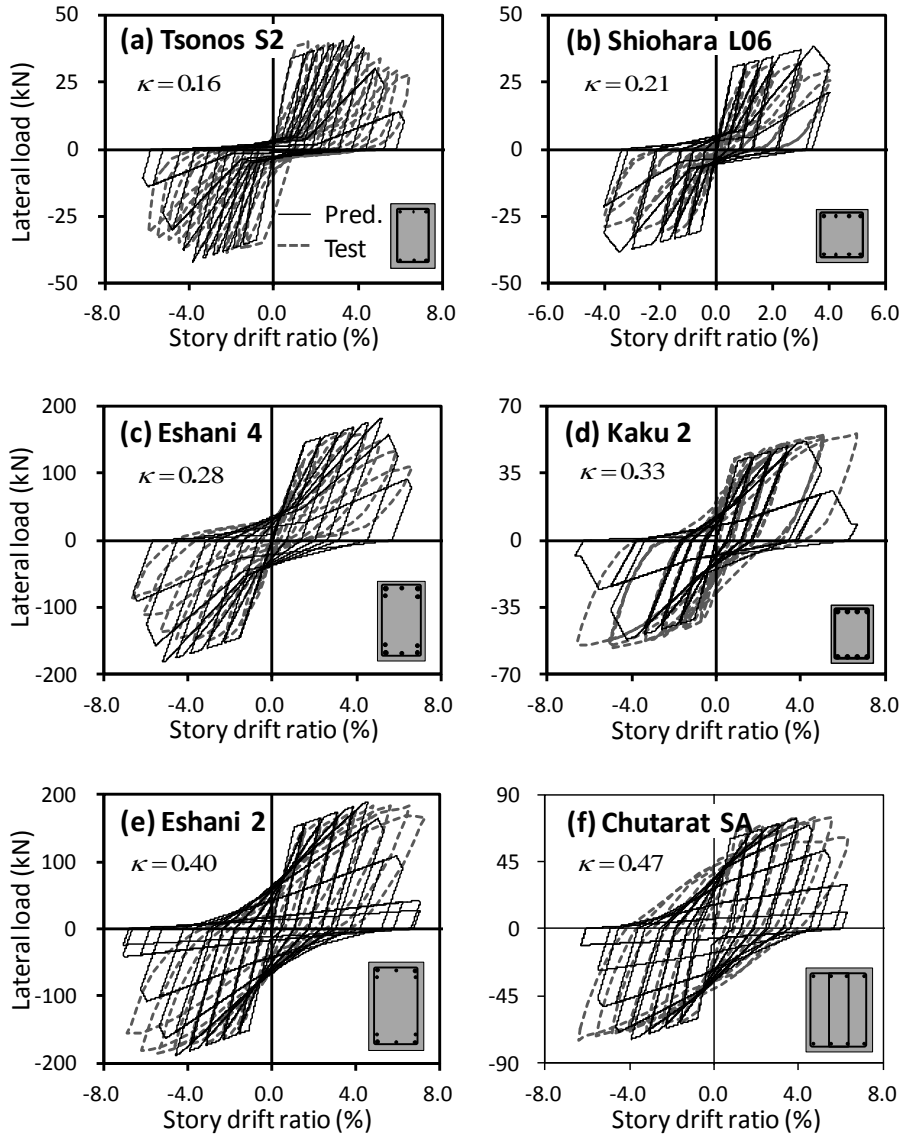 (a) Tsonos S2
κ=0.16
50
25
0
-25
-50
Lateral load (kN)
Pred.
Test
-8.0 -4.0 0.0 4.0 8.0
Story drift ratio (%)
(b) Shiohara L06
κ=0.21
50
25
0
-25
-50
-6.0 -4.0 -2.0 0.0 2.0 4.0 6.0
Story drift ratio (%)
(c) Eshani 4
κ=0.28
200
100
0
-100
-200
Lateral load (kN)
-8.0 -4.0 0.0 4.0 8.0
Story drift ratio (%)
(d) Kaku 2
κ=0.33
70
35
0
-35
-70
-8.0 -4.0 0.0 4.0 8.0
Story drift ratio (%)
(e) Eshani 2
κ=0.40
200
100
0
-100
-200
Lateral load (kN)
-8.0 -4.0 0.0 4.0 8.0
Story drift ratio (%)
(f) Chutarat SA
κ=0.47
90
45
0
-45
-90
-8.0 -4.0 0.0 4.0 8.0
Story drift ratio (%)